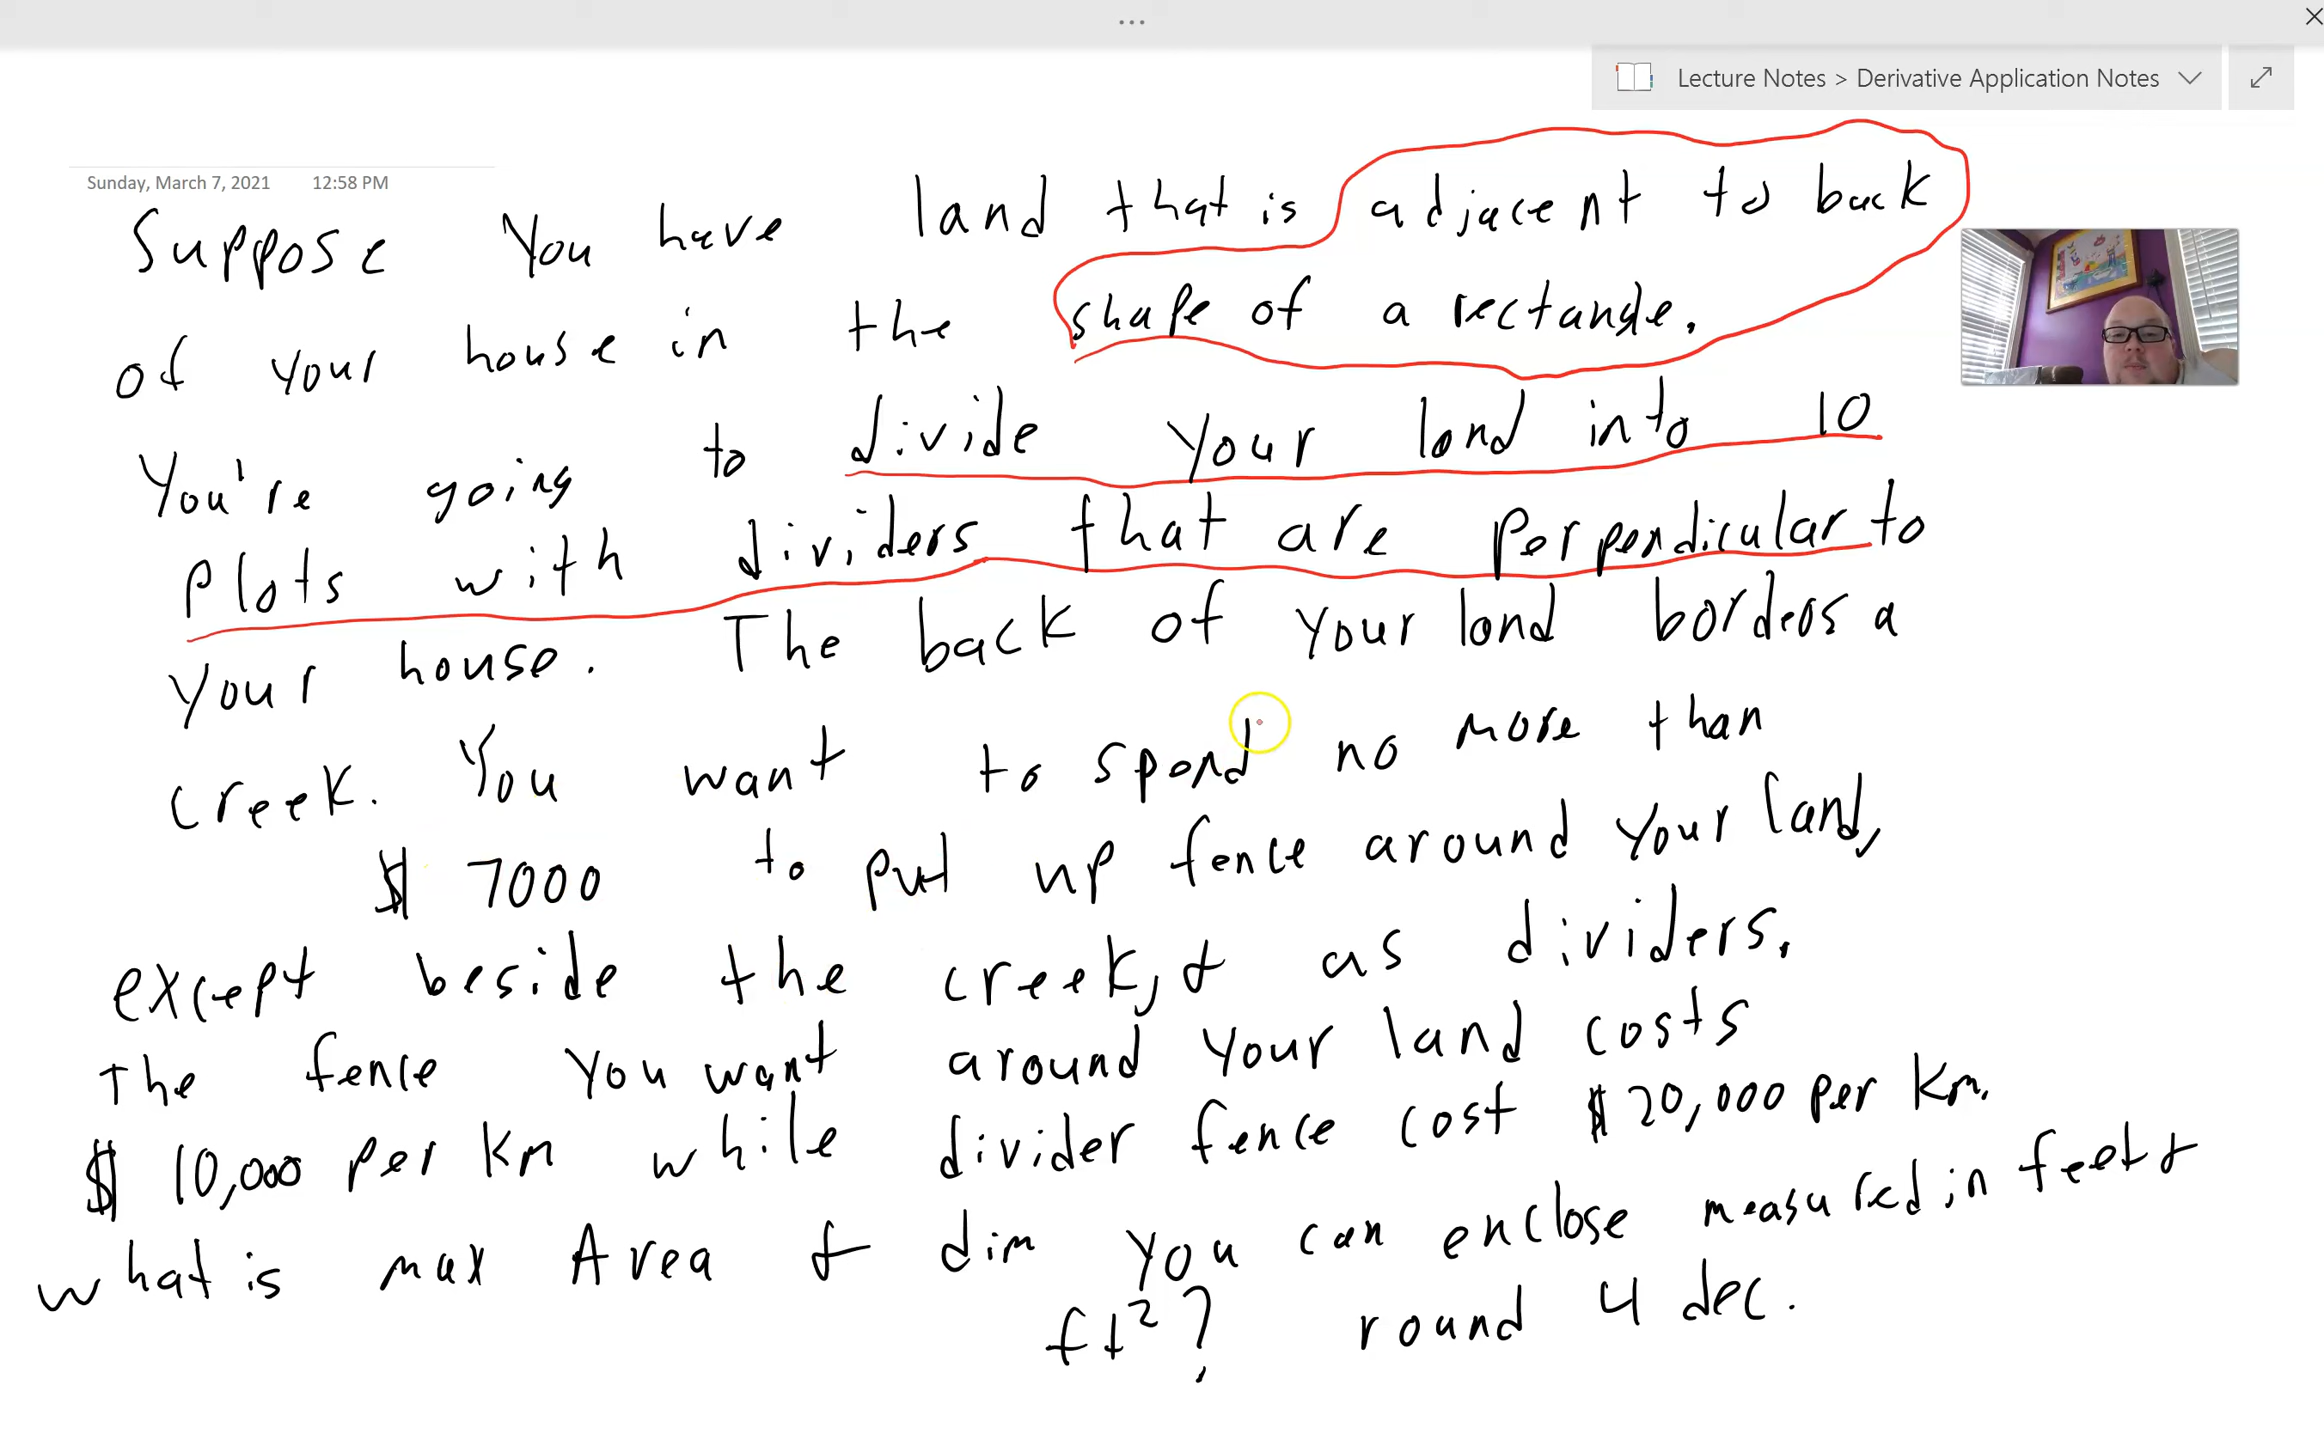 ...
Lecture Notes > Derivative Application Notes
Sunday, March 7, 2021 12:58 PM
Suppose You have land that is adjacent to back
of your house in the shape of a rectangle.
You're going to divide your land into 10
Plots with dividers that are perpendicular to
your house. The back of your land borders a
creek. You want to spend no more than
$ 7000 to put up fence around your land,
except beside the creek, & as dividers.
The fence you want around your land costs
$ 10,000 per km while divider fence cost $ 20,000 per km.
What is max Area & dim you can enclose measured in feet &
ft²? round 4 dec.